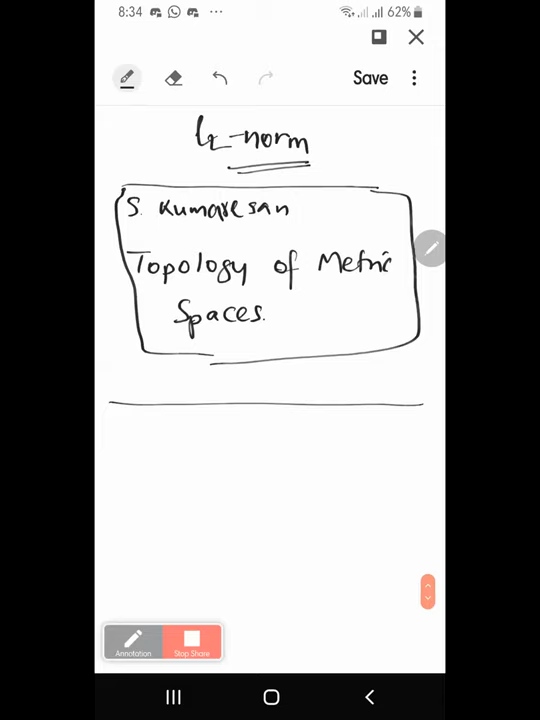 8:34 62%
Save
l₂-norm
S. Kumaresan
Topology of Metric
Spaces.
Annotation
Stop Share